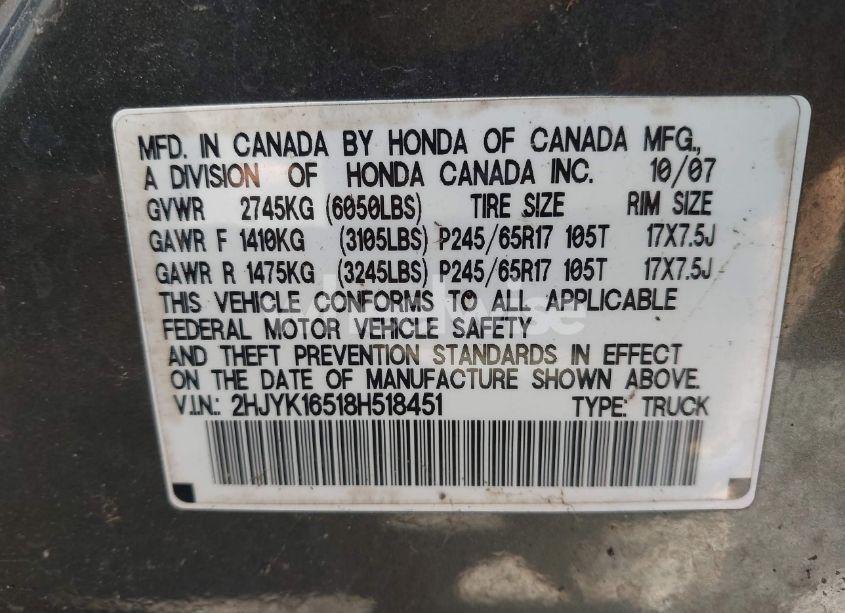 MFD. IN CANADA BY HONDA OF CANADA MFG.,
A DIVISION OF HONDA CANADA INC. 10/07
GVWR 2745KG (6050LBS) TIRE SIZE RIM SIZE
GAWR F 1410KG (3105LBS) P245/65R17 105T 17X7.5J
GAWR R 1475KG (3245LBS) P245/65R17 105T 17X7.5J
THIS VEHICLE CONFORMS TO ALL APPLICABLE
FEDERAL MOTOR VEHICLE SAFETY
AND THEFT PREVENTION STANDARDS IN EFFECT
ON THE DATE OF MANUFACTURE SHOWN ABOVE.
V.I.N.: 2HJYK16518H518451 TYPE: TRUCK